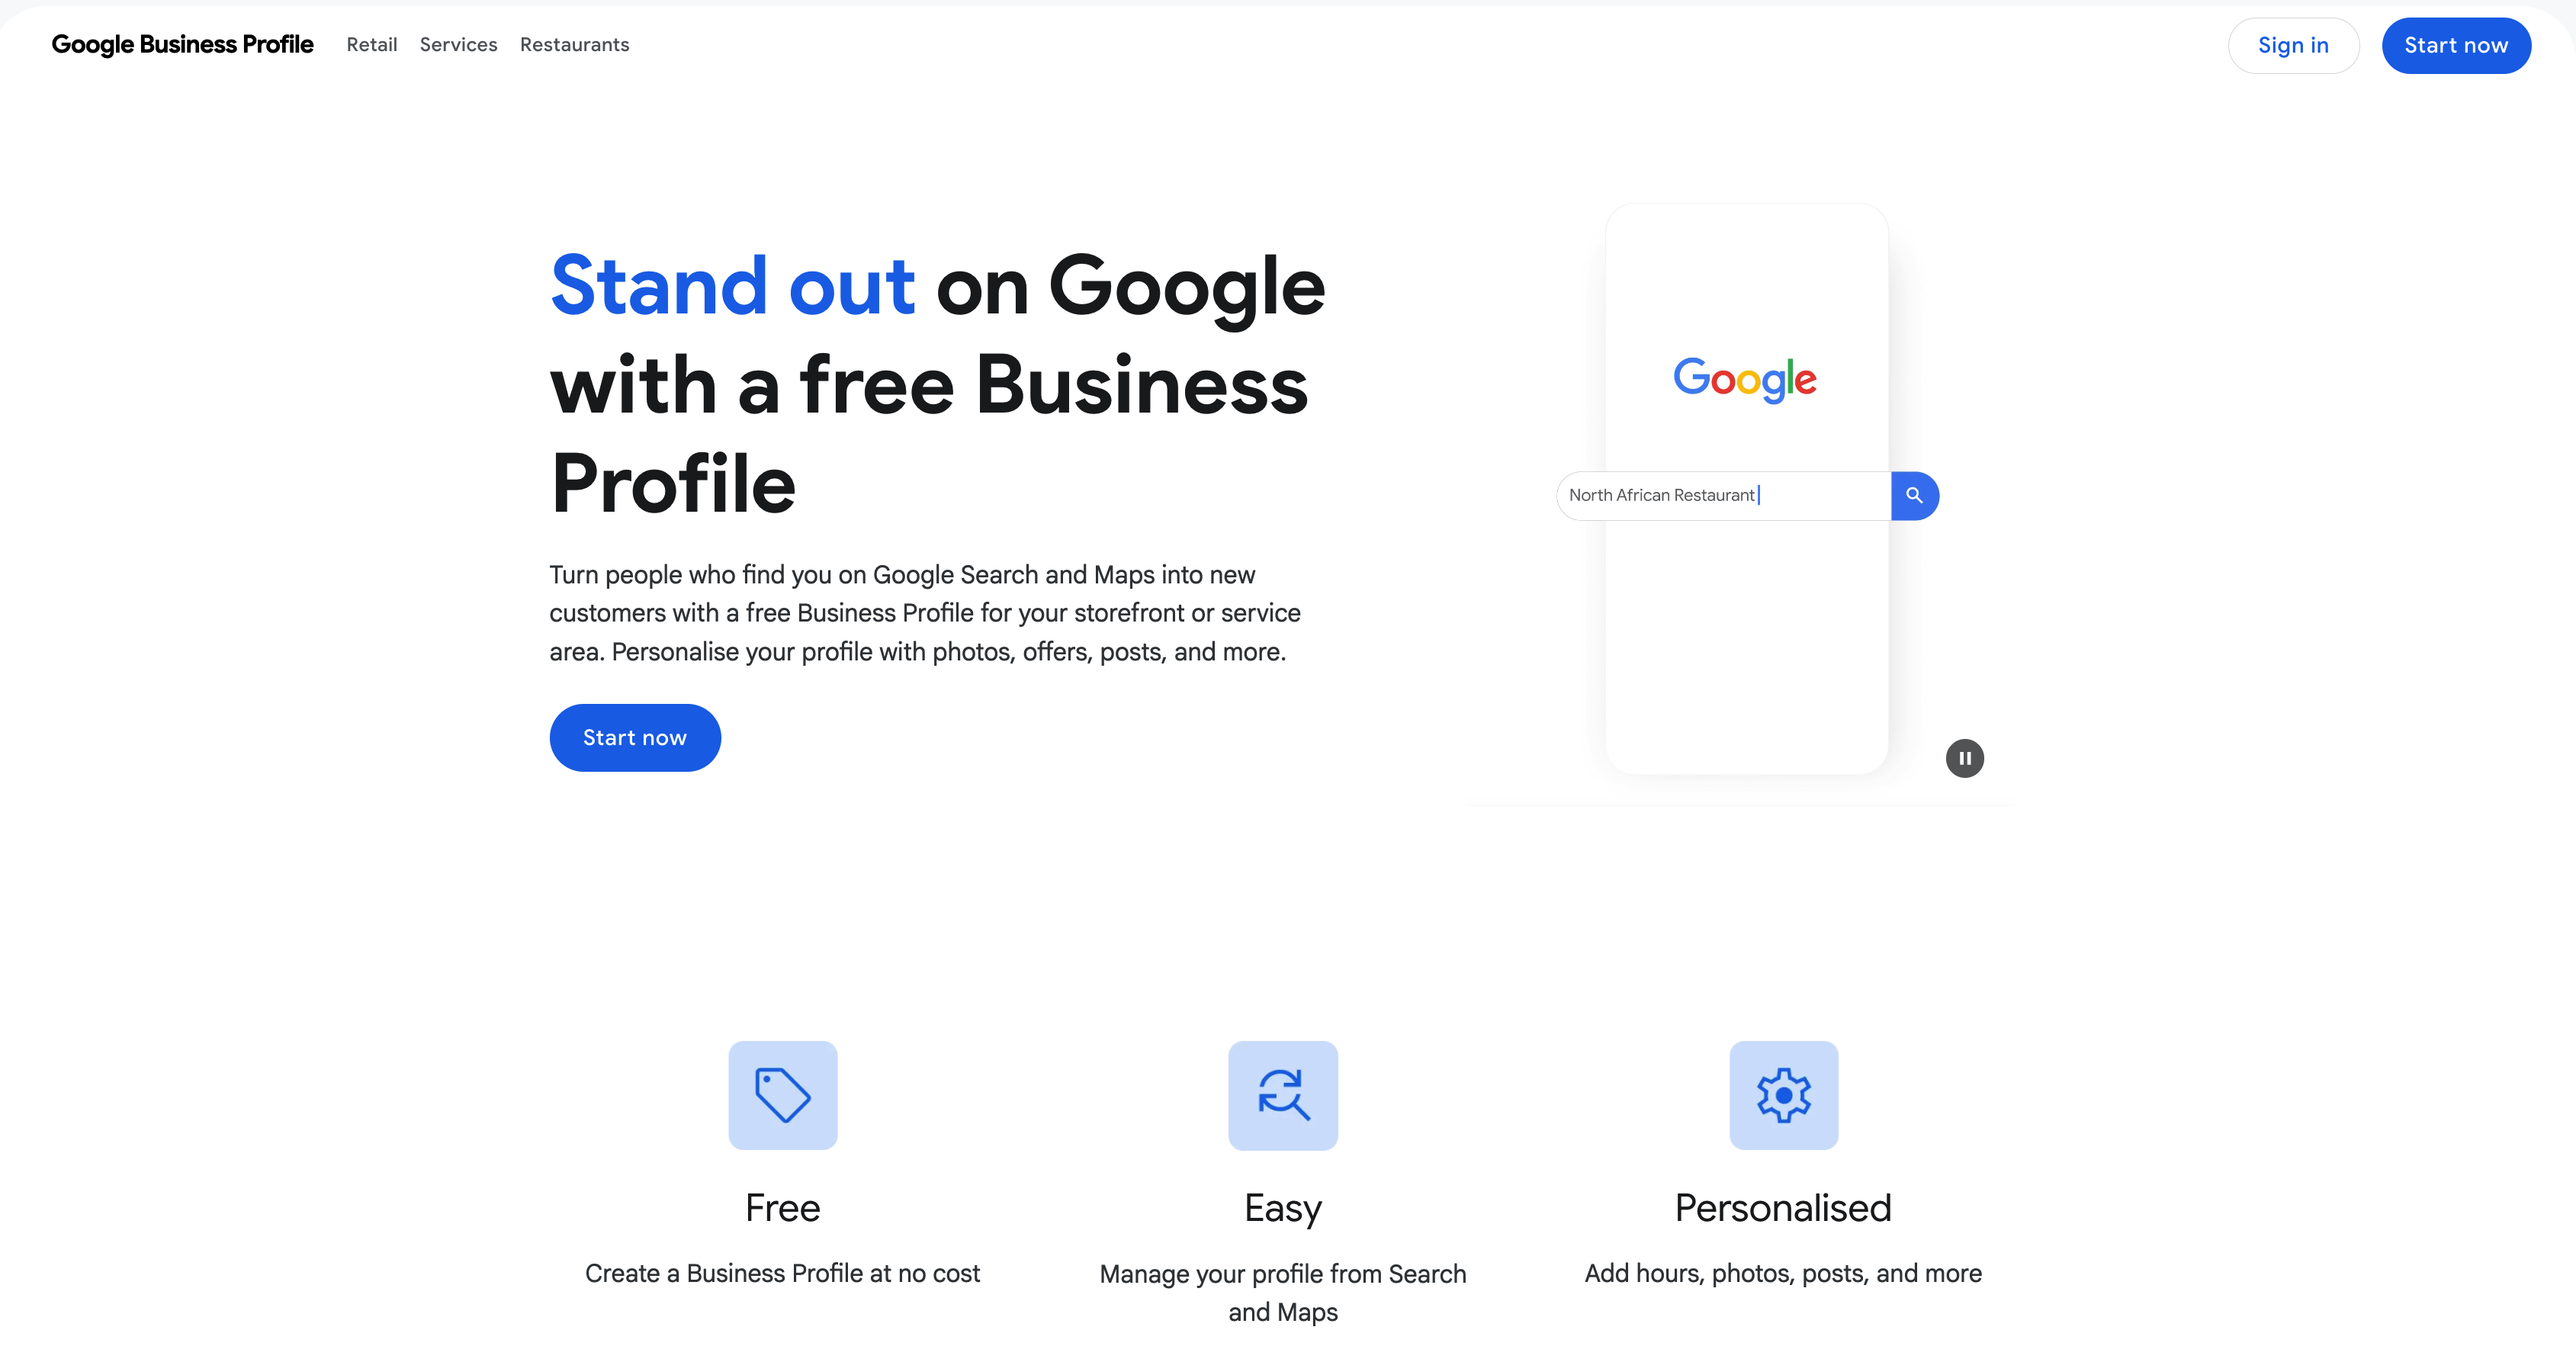 Google Business Profile
Retail
Services
Restaurants
Sign in
Start now
Stand out on Google
with a free Business
Profile
Turn people who find you on Google Search and Maps into new
customers with a free Business Profile for your storefront or service
area. Personalise your profile with photos, offers, posts, and more.
Start now
Google
North African Restaurant
Free
Create a Business Profile at no cost
Easy
Manage your profile from Search
and Maps
Personalised
Add hours, photos, posts, and more